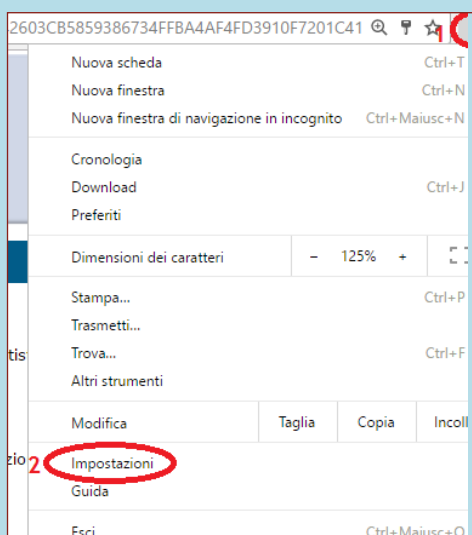 2603CB5859386734FFBA4AF4FD3910F7201C41 1
Nuova scheda Ctrl+T
Nuova finestra Ctrl+N
Nuova finestra di navigazione in incognito Ctrl+Maiusc+N
Cronologia
Download Ctrl+J
Preferiti
Dimensioni dei caratteri - 125% +
Stampa... Ctrl+P
Trasmetti...
tis Trova... Ctrl+F
Altri strumenti
Modifica Taglia Copia Incoll
zio 2 Impostazioni
Guida
Esci Ctrl+Maiusc+Q